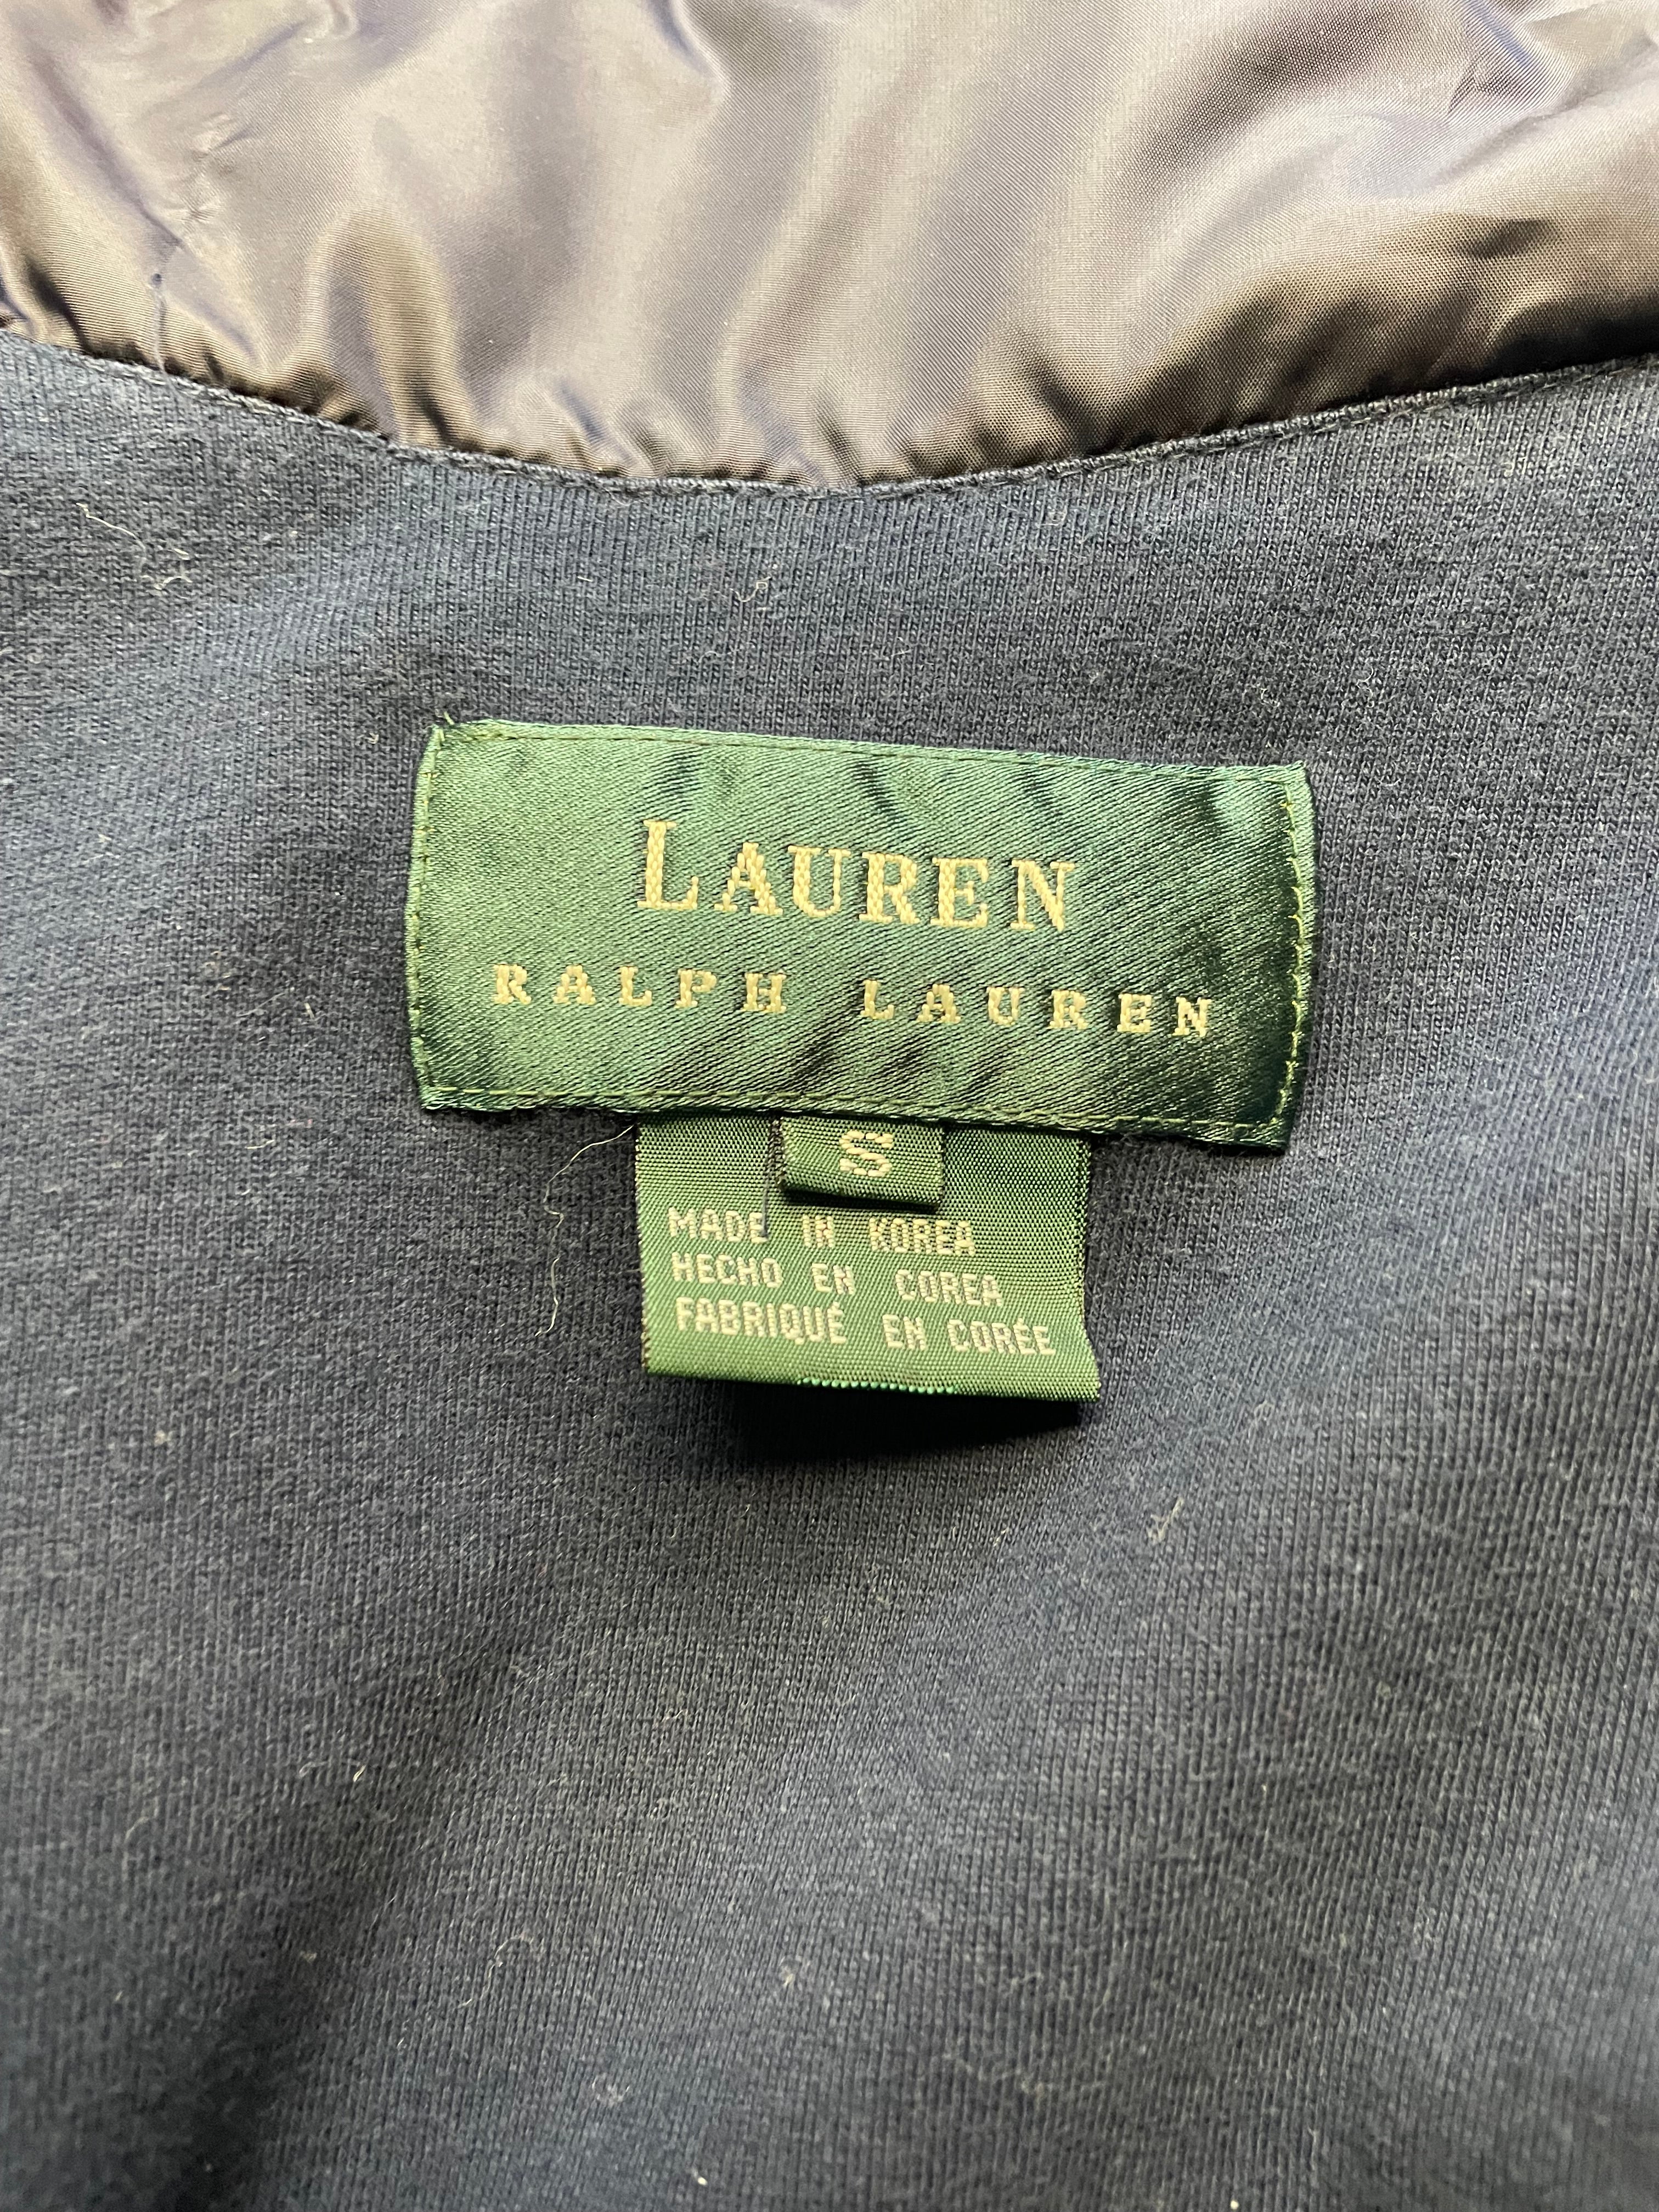 LAUREN
RALPH LAUREN
S
MADE IN KOREA
HECHO EN COREA
FABRIQUÉ EN CORÉE